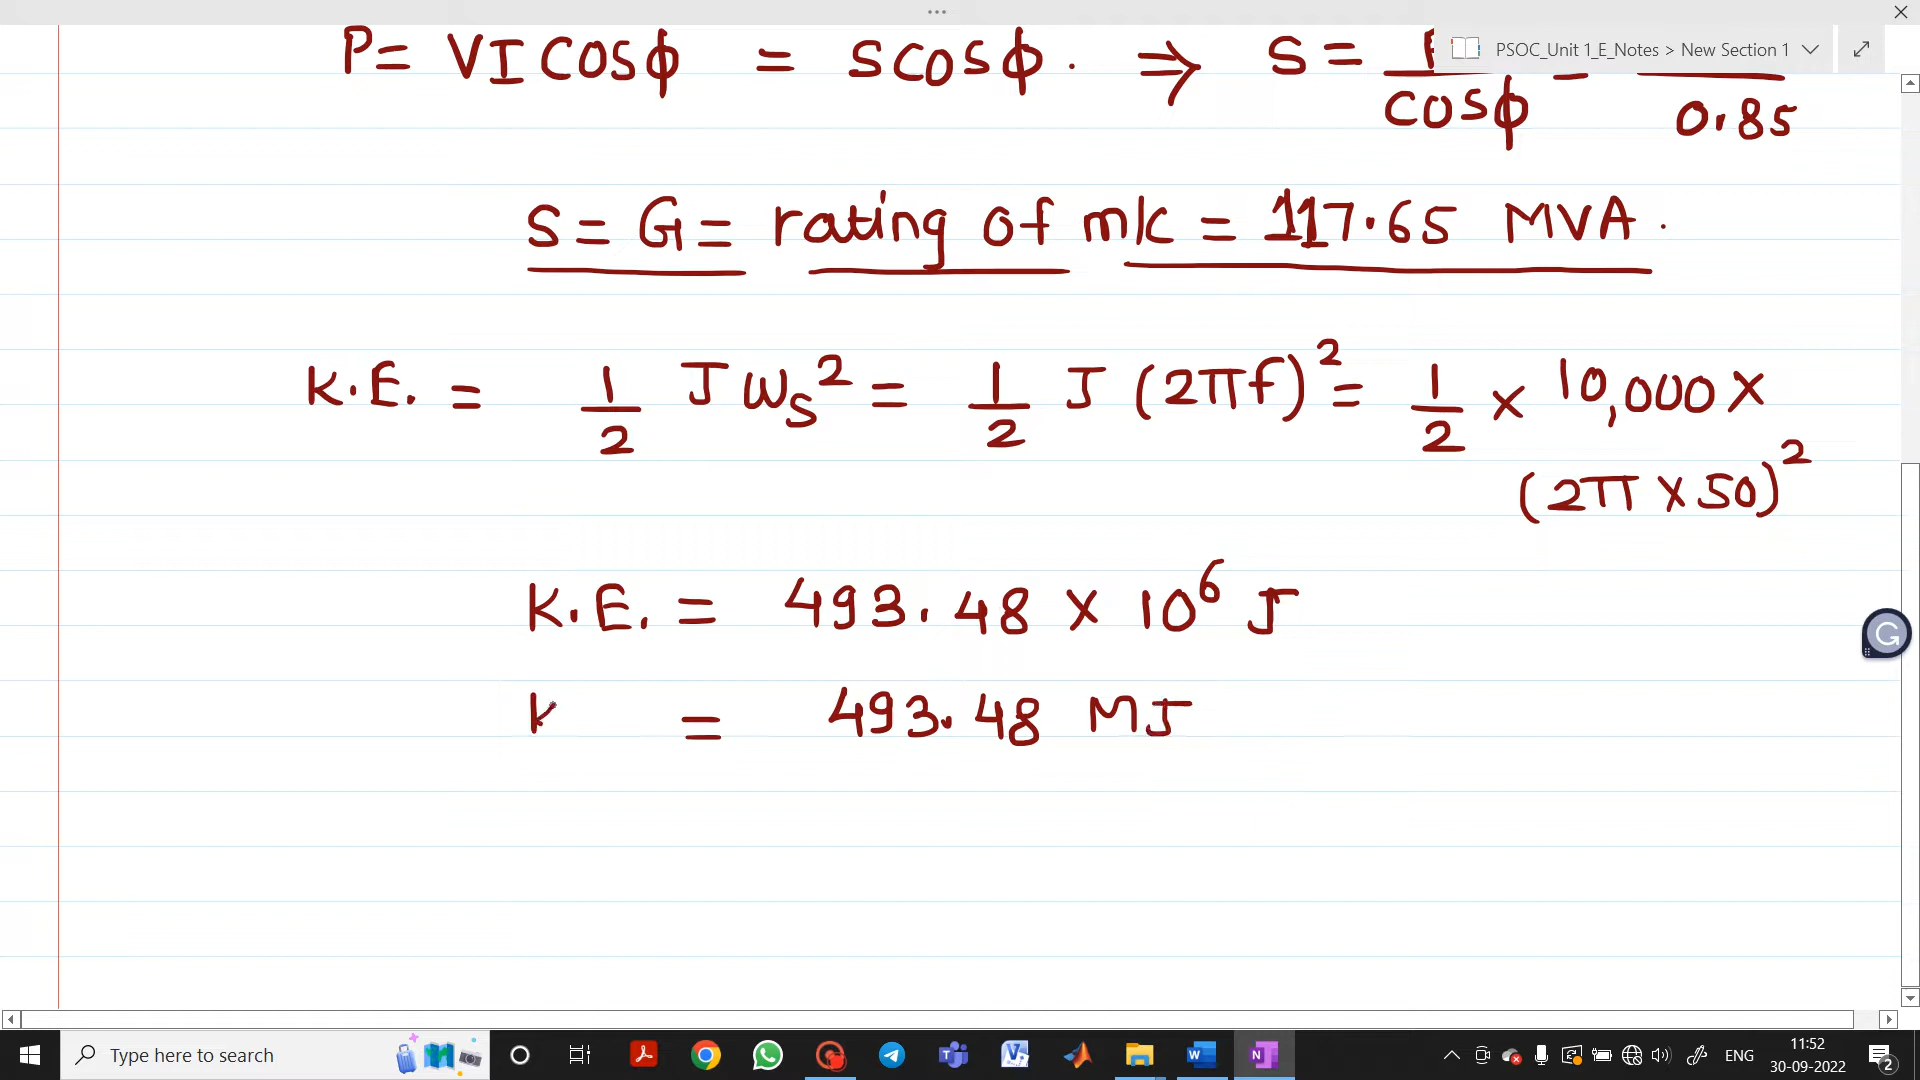 PSOC_Unit 1_E_Notes > New Section 1
P = VI COSφ = S COSφ. ⇒ S = P/COSφ = /0.85
S = G = rating of m/c = 117.65 MVA.
K.E. = 1/2 J ωs² = 1/2 J (2πf)² = 1/2 × 10,000 ×
(2π × 50)²
K.E. = 493.48 × 10⁶ J
K = 493.48 MJ
Type here to search
ENG
11:52
30-09-2022
2